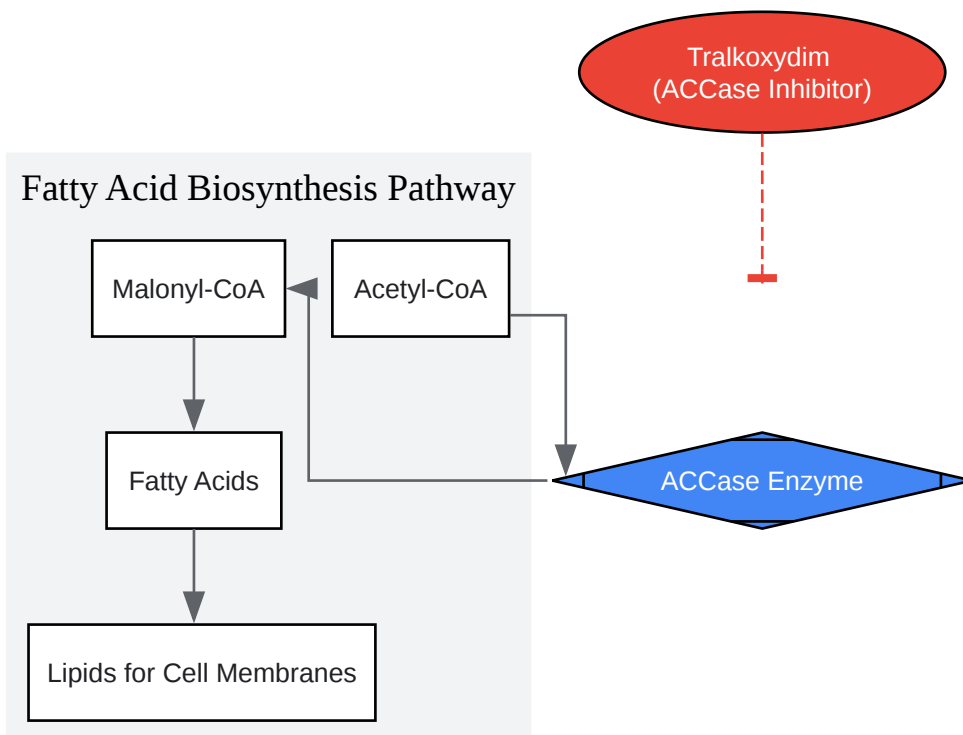 Tralkoxydim
(ACCase Inhibitor)
Fatty Acid Biosynthesis Pathway
Malonyl-CoA
Acetyl-CoA
Fatty Acids
ACCase Enzyme
Lipids for Cell Membranes